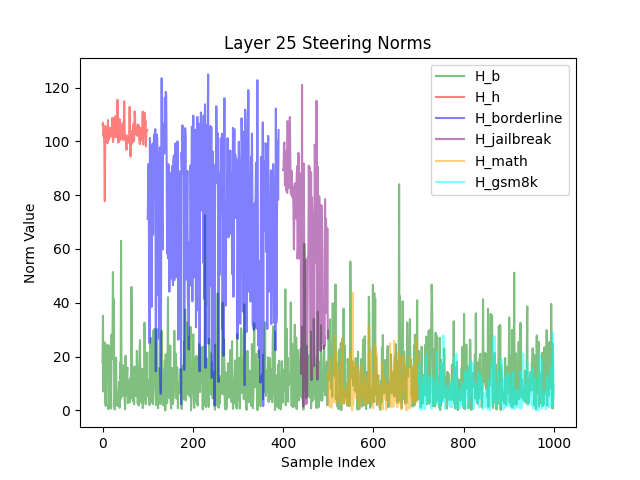 Layer 25 Steering Norms
Norm Value
120
100
80
60
40
20
0
H_b
H_h
H_borderline
H_jailbreak
H_math
H_gsm8k
0
200
400
600
800
1000
Sample Index